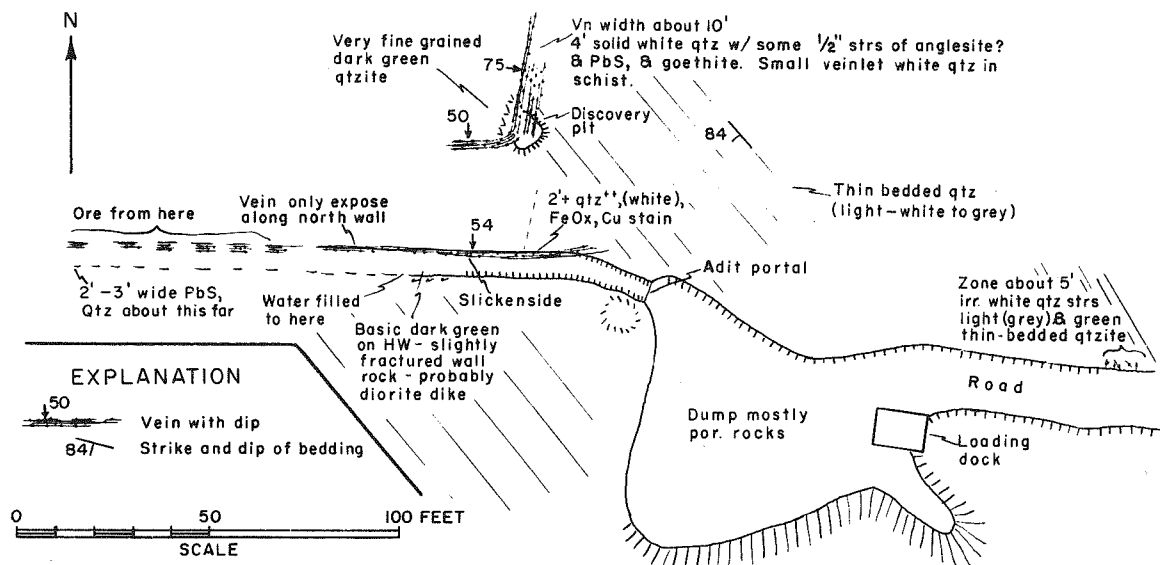 N
Very fine grained
dark green
qtzite
Vn width about 10'
4' solid white qtz w/ some ½" strs of anglesite?
& PbS, & goethite. Small veinlet white qtz in
schist.
75
50
Discovery
pit
84
Thin bedded qtz
(light-white to grey)
Ore from here
Vein only expose
along north wall
54
2'+ qtz++,(white),
FeOx, Cu stain
Adit portal
2'-3' wide PbS,
Qtz about this far
Water filled
to here
Slickenside
Basic dark green
on HW- slightly
fractured wall
rock - probably
diorite dike
Zone about 5'
irr. white qtz strs
light (grey) & green
thin-bedded qtzite
Road
Dump mostly
por. rocks
Loading
dock
EXPLANATION
50
Vein with dip
84
Strike and dip of bedding
0 50 100 FEET
SCALE